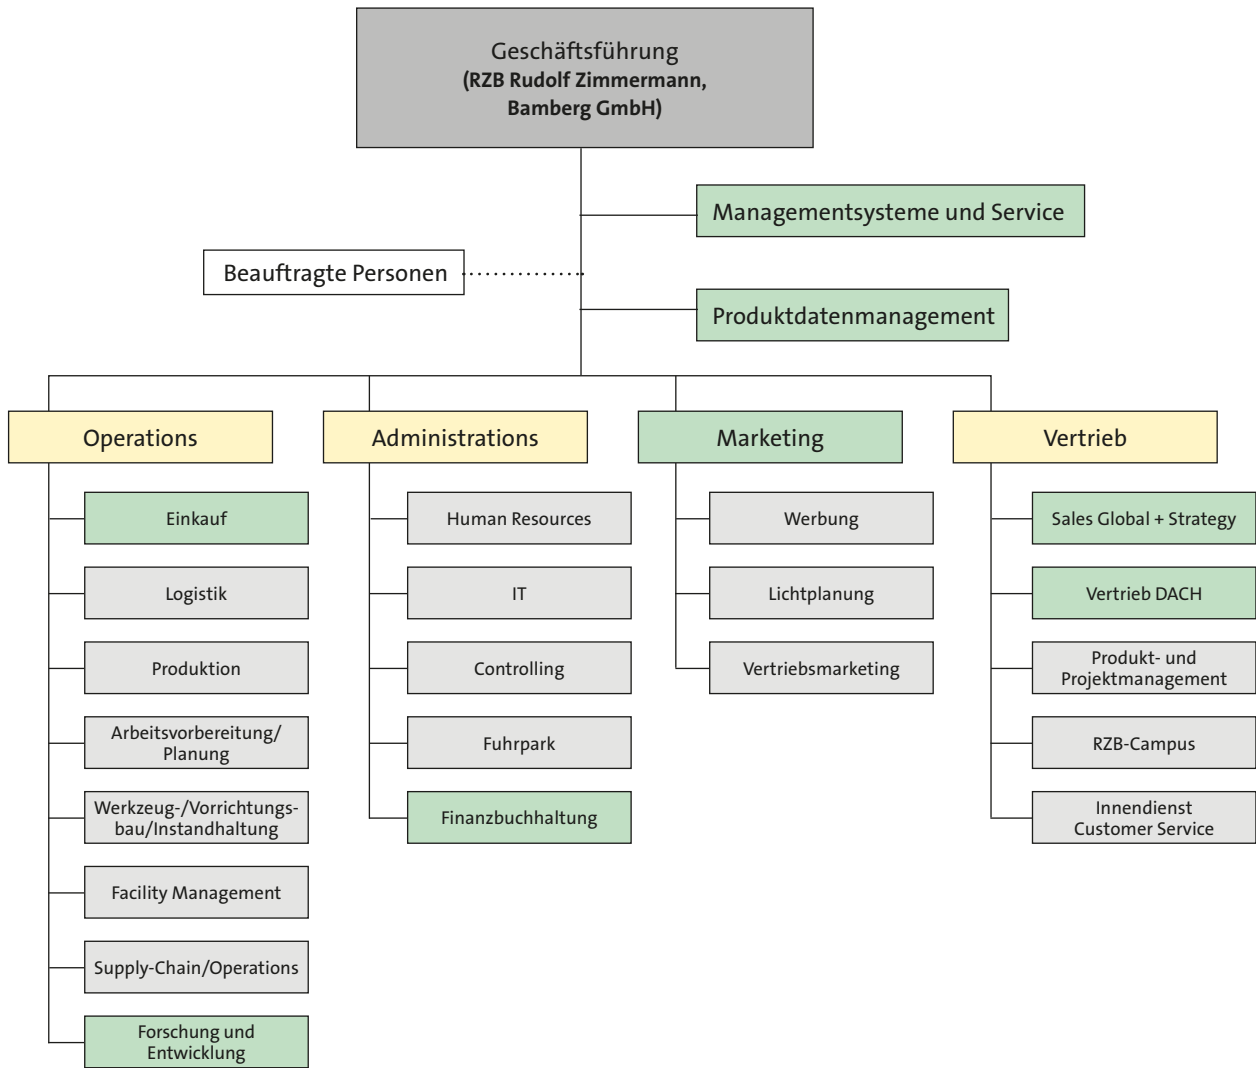 Geschäftsführung
(RZB Rudolf Zimmermann,
Bamberg GmbH)
Managementsysteme und Service
Beauftragte Personen
Produktdatenmanagement
Operations
Administrations
Marketing
Vertrieb
Einkauf
Logistik
Produktion
Arbeitsvorbereitung/
Planung
Werkzeug-/Vorrichtungs-
bau/Instandhaltung
Facility Management
Supply-Chain/Operations
Forschung und
Entwicklung
Human Resources
IT
Controlling
Fuhrpark
Finanzbuchhaltung
Werbung
Lichtplanung
Vertriebsmarketing
Sales Global + Strategy
Vertrieb DACH
Produkt- und
Projektmanagement
RZB-Campus
Innendienst
Customer Service